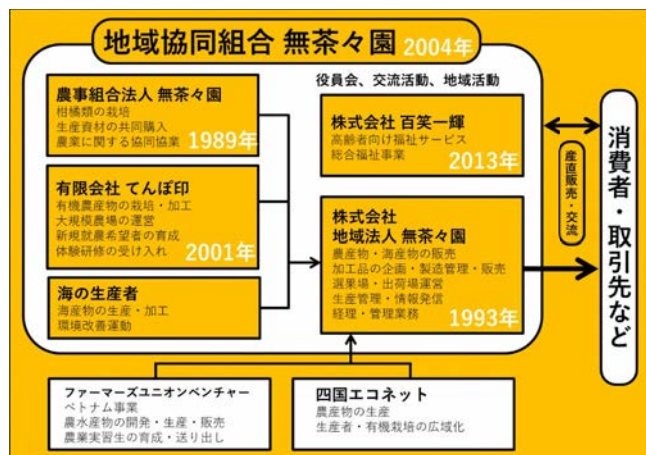 地域協同組合 無茶々園 2004年
農事組合法人 無茶々園
柑橘類の栽培
生産資材の共同購入
農業に関する協同協業
1989年
有限会社 てんぽ印
有機農産物の栽培・加工
大規模農場の運営
新規就農希望者の育成
体験研修の受け入れ
2001年
海の生産者
海産物の生産・加工
環境改善運動
役員会、交流活動、地域活動
株式会社 百笑一輝
高齢者向け福祉サービス
総合福祉事業
2013年
株式会社
地域法人 無茶々園
農産物・海産物の販売
加工品の企画・製造管理・販売
選果場・出荷場運営
生産管理・情報発信
経理・管理業務
1993年
産直販売・交流
消費者・取引先など
ファーマーズユニオンベンチャー
ベトナム事業
農水産物の開発・生産・販売
農業実習生の育成・送り出し
四国エコネット
農産物の生産
生産者・有機栽培の広域化